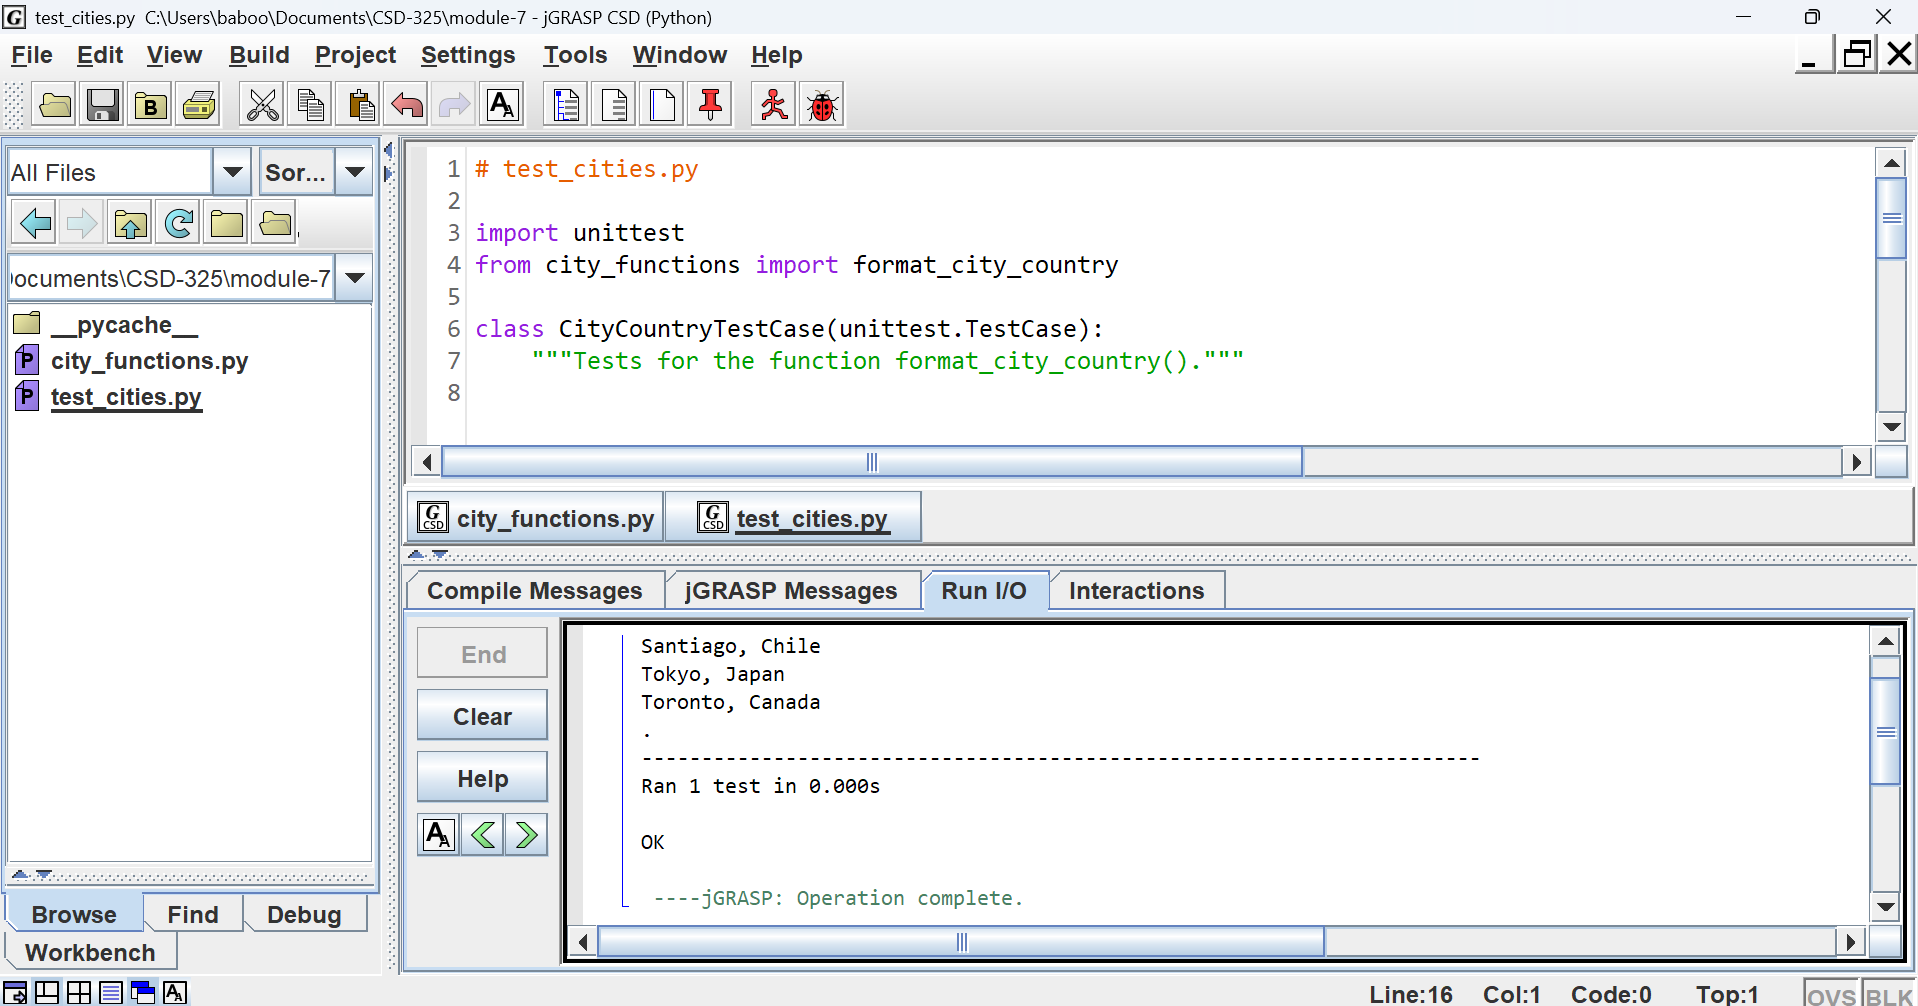 test_cities.py  C:\Users\baboo\Documents\CSD-325\module-7 - jGRASP CSD (Python)
File Edit View Build Project Settings Tools Window Help
B A
All Files Sor...
ocuments\CSD-325\module-7
__pycache__
city_functions.py
test_cities.py
1 # test_cities.py
2
3 import unittest
4 from city_functions import format_city_country
5
6 class CityCountryTestCase(unittest.TestCase):
7     """Tests for the function format_city_country()."""
8
city_functions.py test_cities.py
Compile Messages jGRASP Messages Run I/O Interactions
End
Clear
Help
Santiago, Chile
Tokyo, Japan
Toronto, Canada
.
----------------------------------------------------------------------
Ran 1 test in 0.000s
OK
----jGRASP: Operation complete.
Browse Find Debug
Workbench
Line:16 Col:1 Code:0 Top:1 OVS BLK